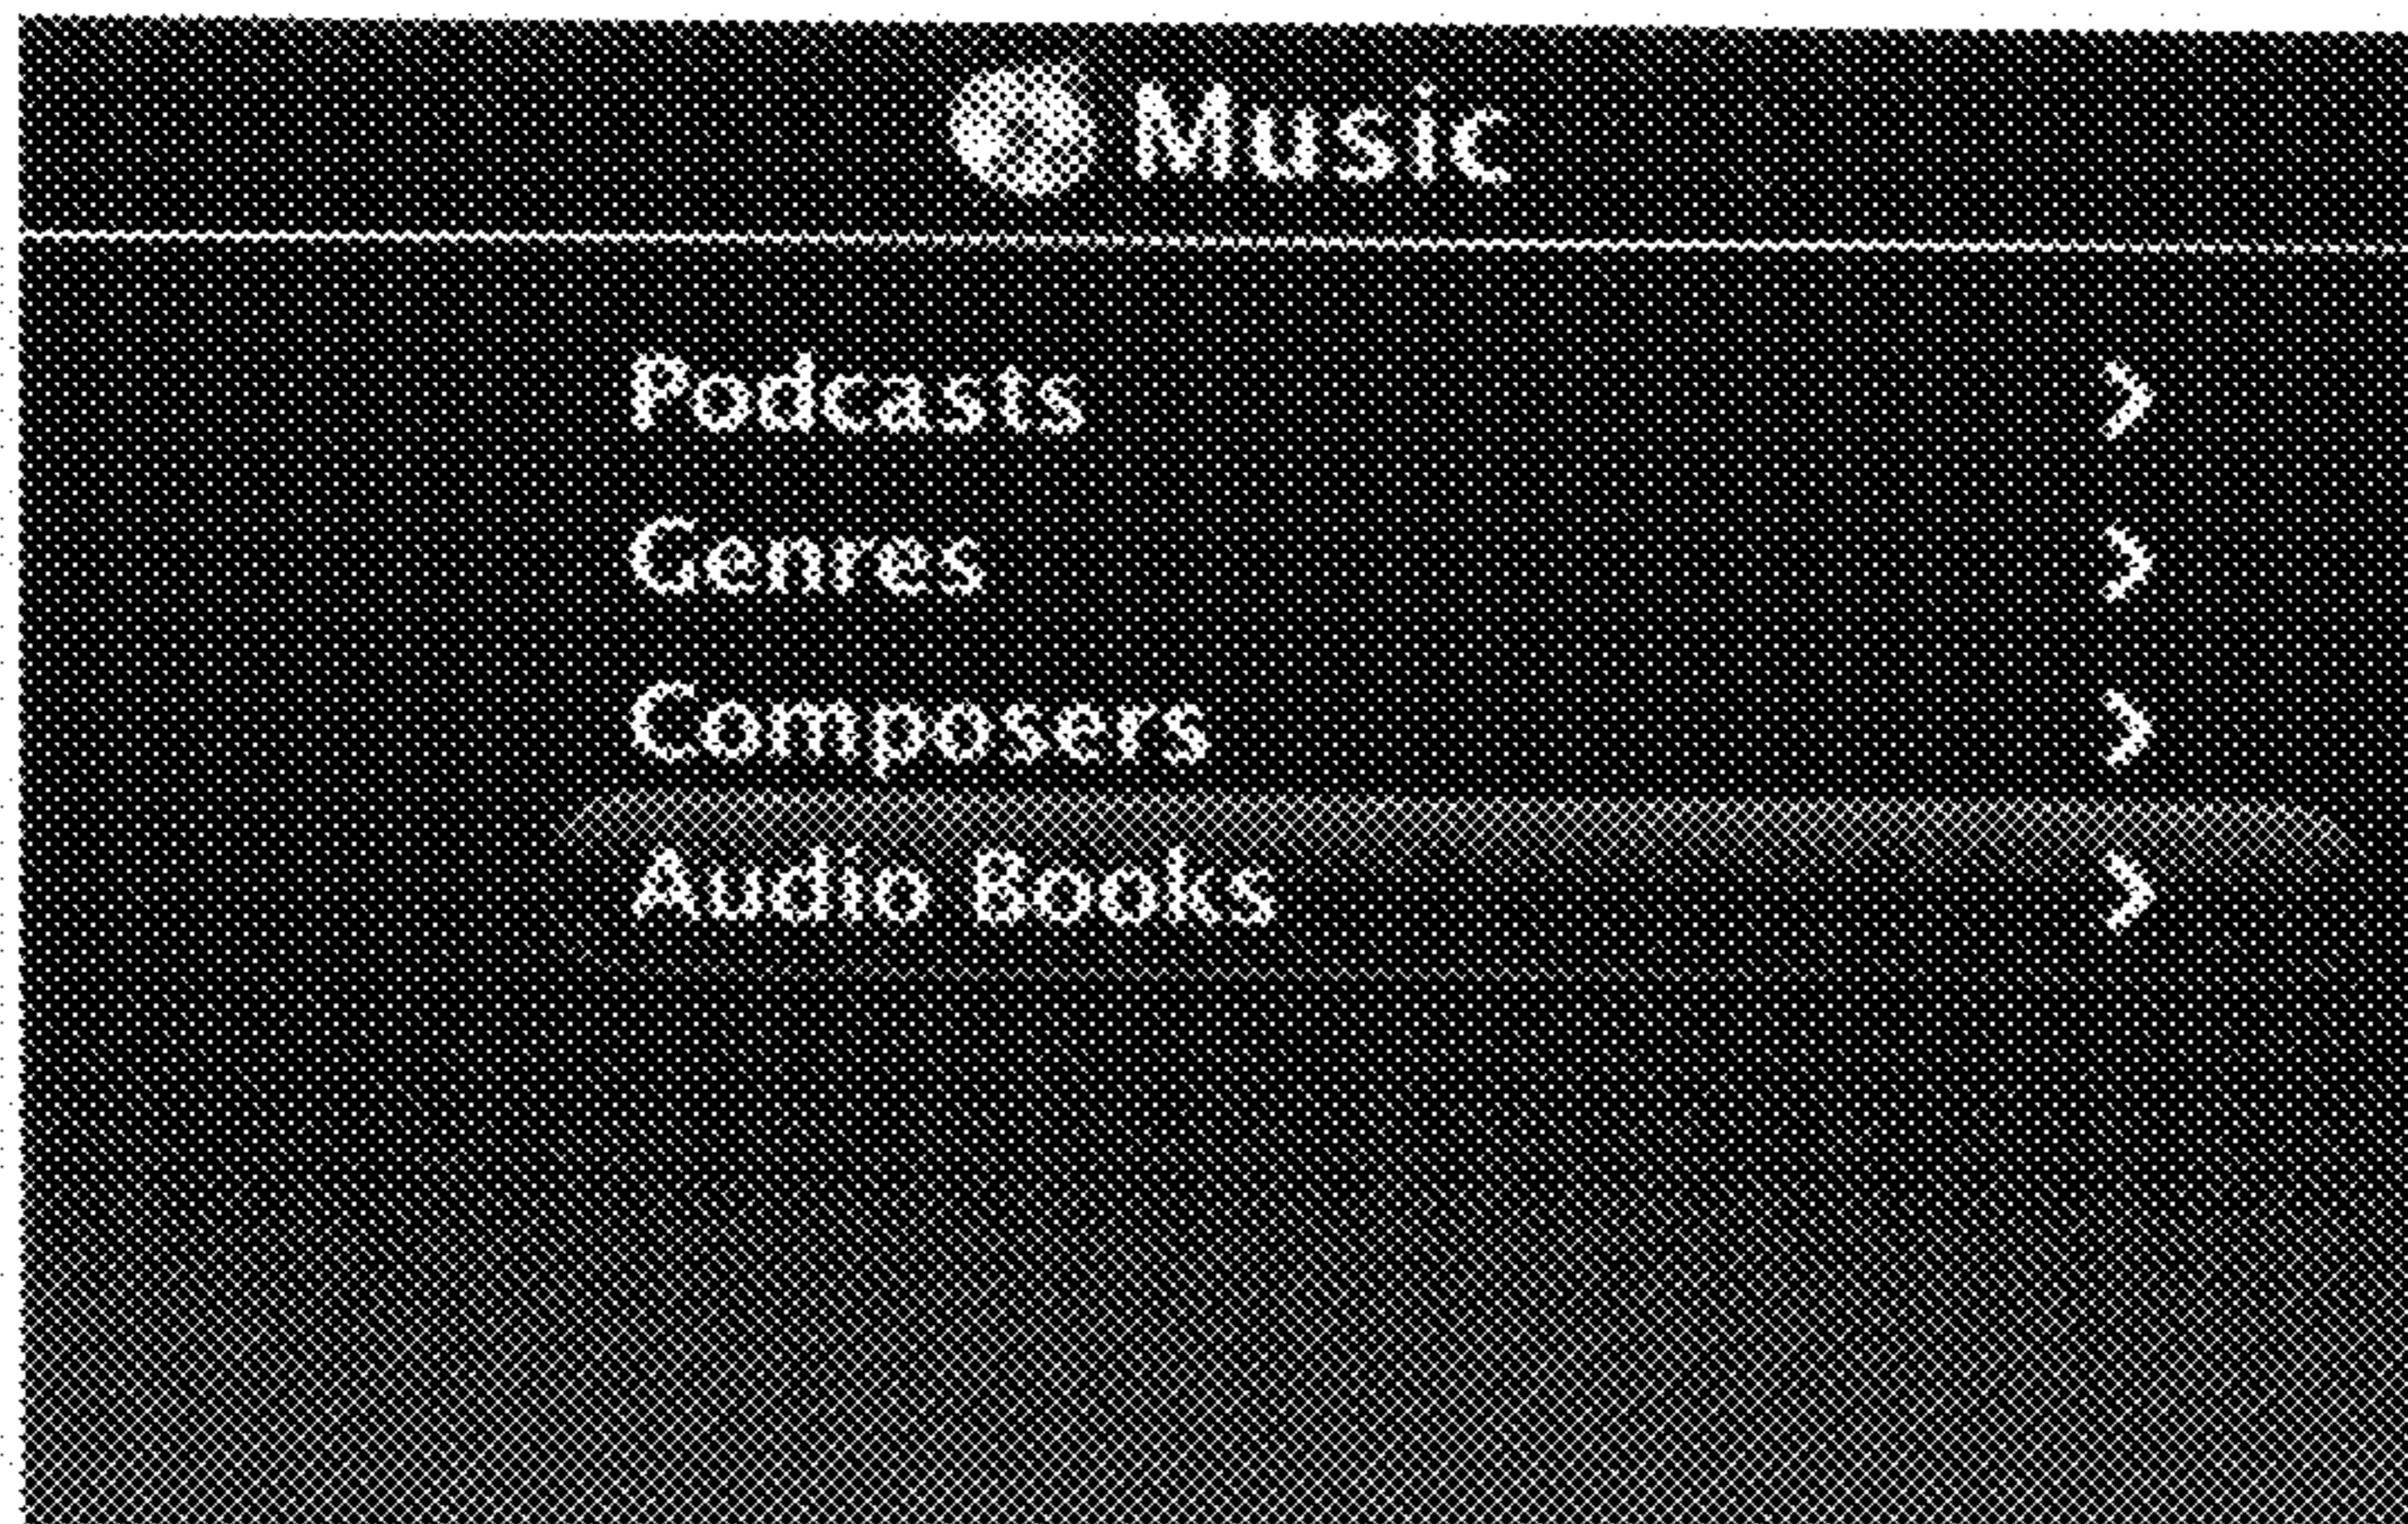 Music
Podcasts >
Genres >
Composers >
Audio Books >